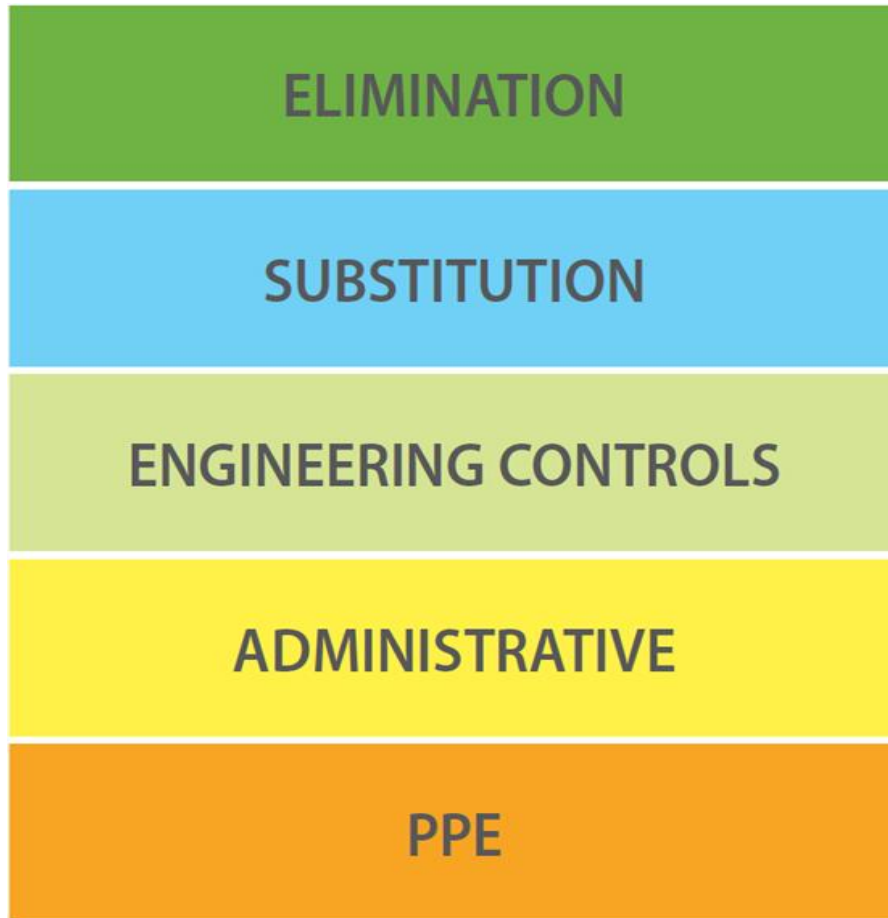 ELIMINATION
SUBSTITUTION
ENGINEERING CONTROLS
ADMINISTRATIVE
PPE